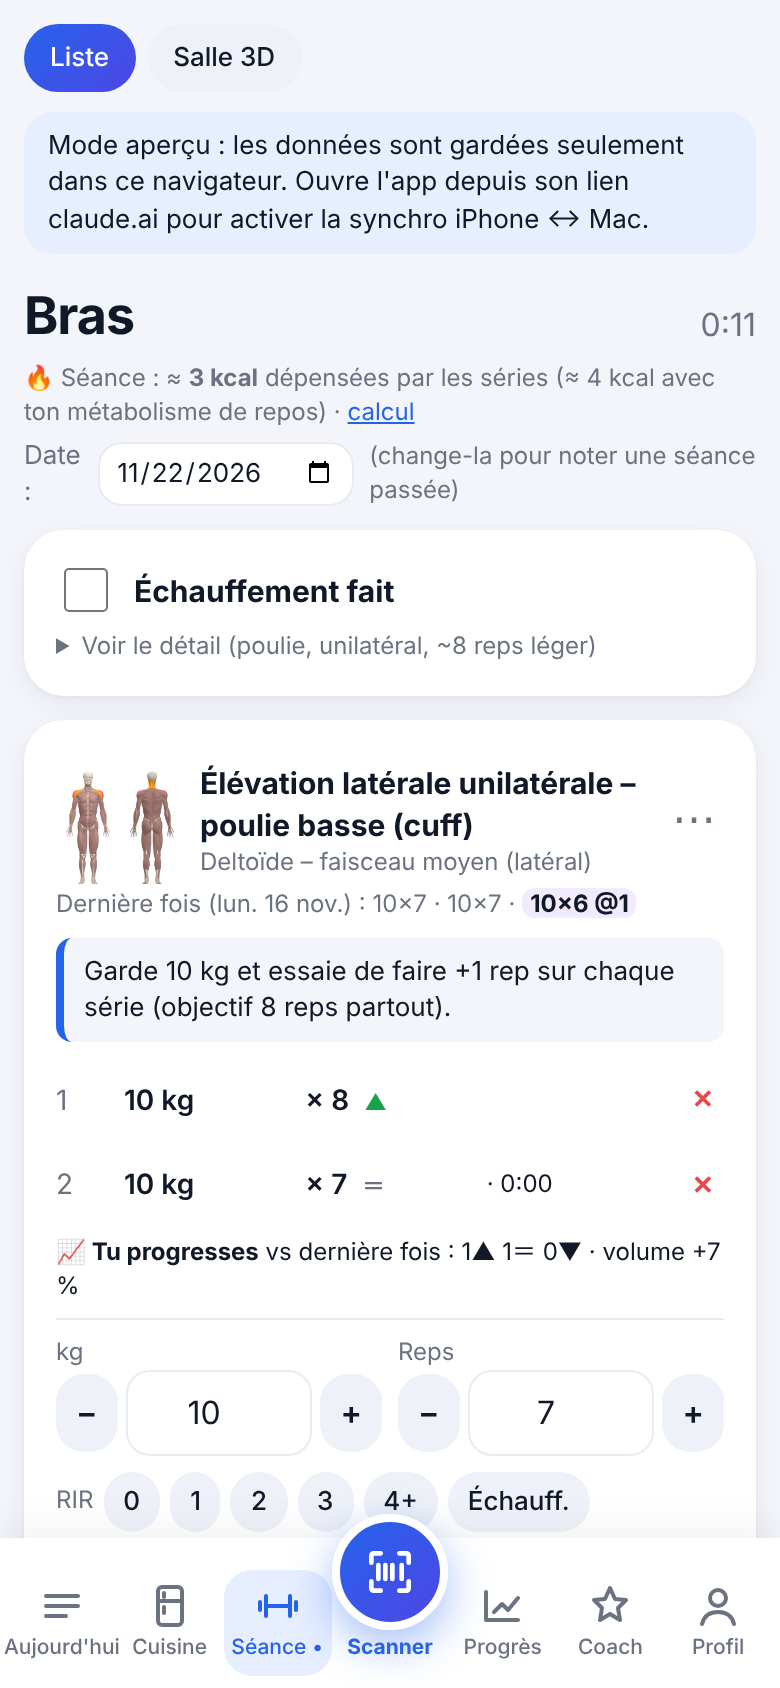 Liste Salle 3D
Mode aperçu : les données sont gardées seulement
dans ce navigateur. Ouvre l'app depuis son lien
claude.ai pour activer la synchro iPhone ↔ Mac.
Bras 0:11
🔥 Séance : ≈ 3 kcal dépensées par les séries (≈ 4 kcal avec
ton métabolisme de repos) · calcul
Date : 11/22/2026 (change-la pour noter une séance
passée)
Échauffement fait
▶ Voir le détail (poulie, unilatéral, ~8 reps léger)
Élévation latérale unilatérale –
poulie basse (cuff) ⋯
Deltoïde – faisceau moyen (latéral)
Dernière fois (lun. 16 nov.) : 10×7 · 10×7 · 10×6 @1
Garde 10 kg et essaie de faire +1 rep sur chaque
série (objectif 8 reps partout).
1 10 kg × 8 ▲ ✕
2 10 kg × 7 = · 0:00 ✕
📈 Tu progresses vs dernière fois : 1▲ 1= 0▼ · volume +7
%
kg Reps
− 10 + − 7 +
RIR 0 1 2 3 4+ Échauff.
Aujourd'hui Cuisine Séance • Scanner Progrès Coach Profil